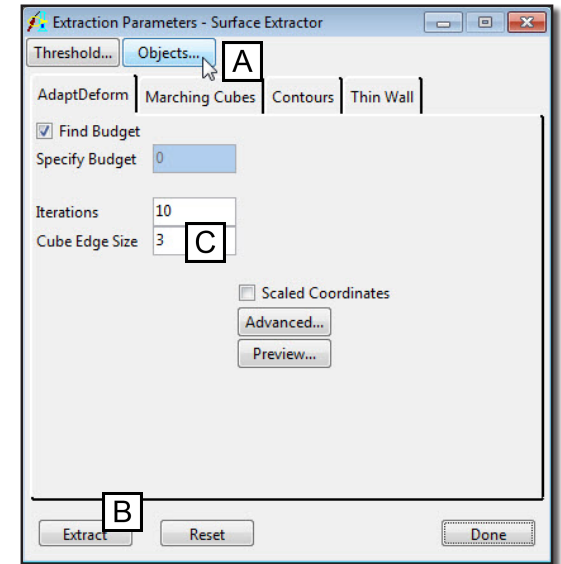 Extraction Parameters - Surface Extractor
Threshold... Objects... A
AdaptDeform Marching Cubes Contours Thin Wall
Find Budget
Specify Budget 0
Iterations 10
Cube Edge Size 3 C
Scaled Coordinates
Advanced...
Preview...
B
Extract Reset Done